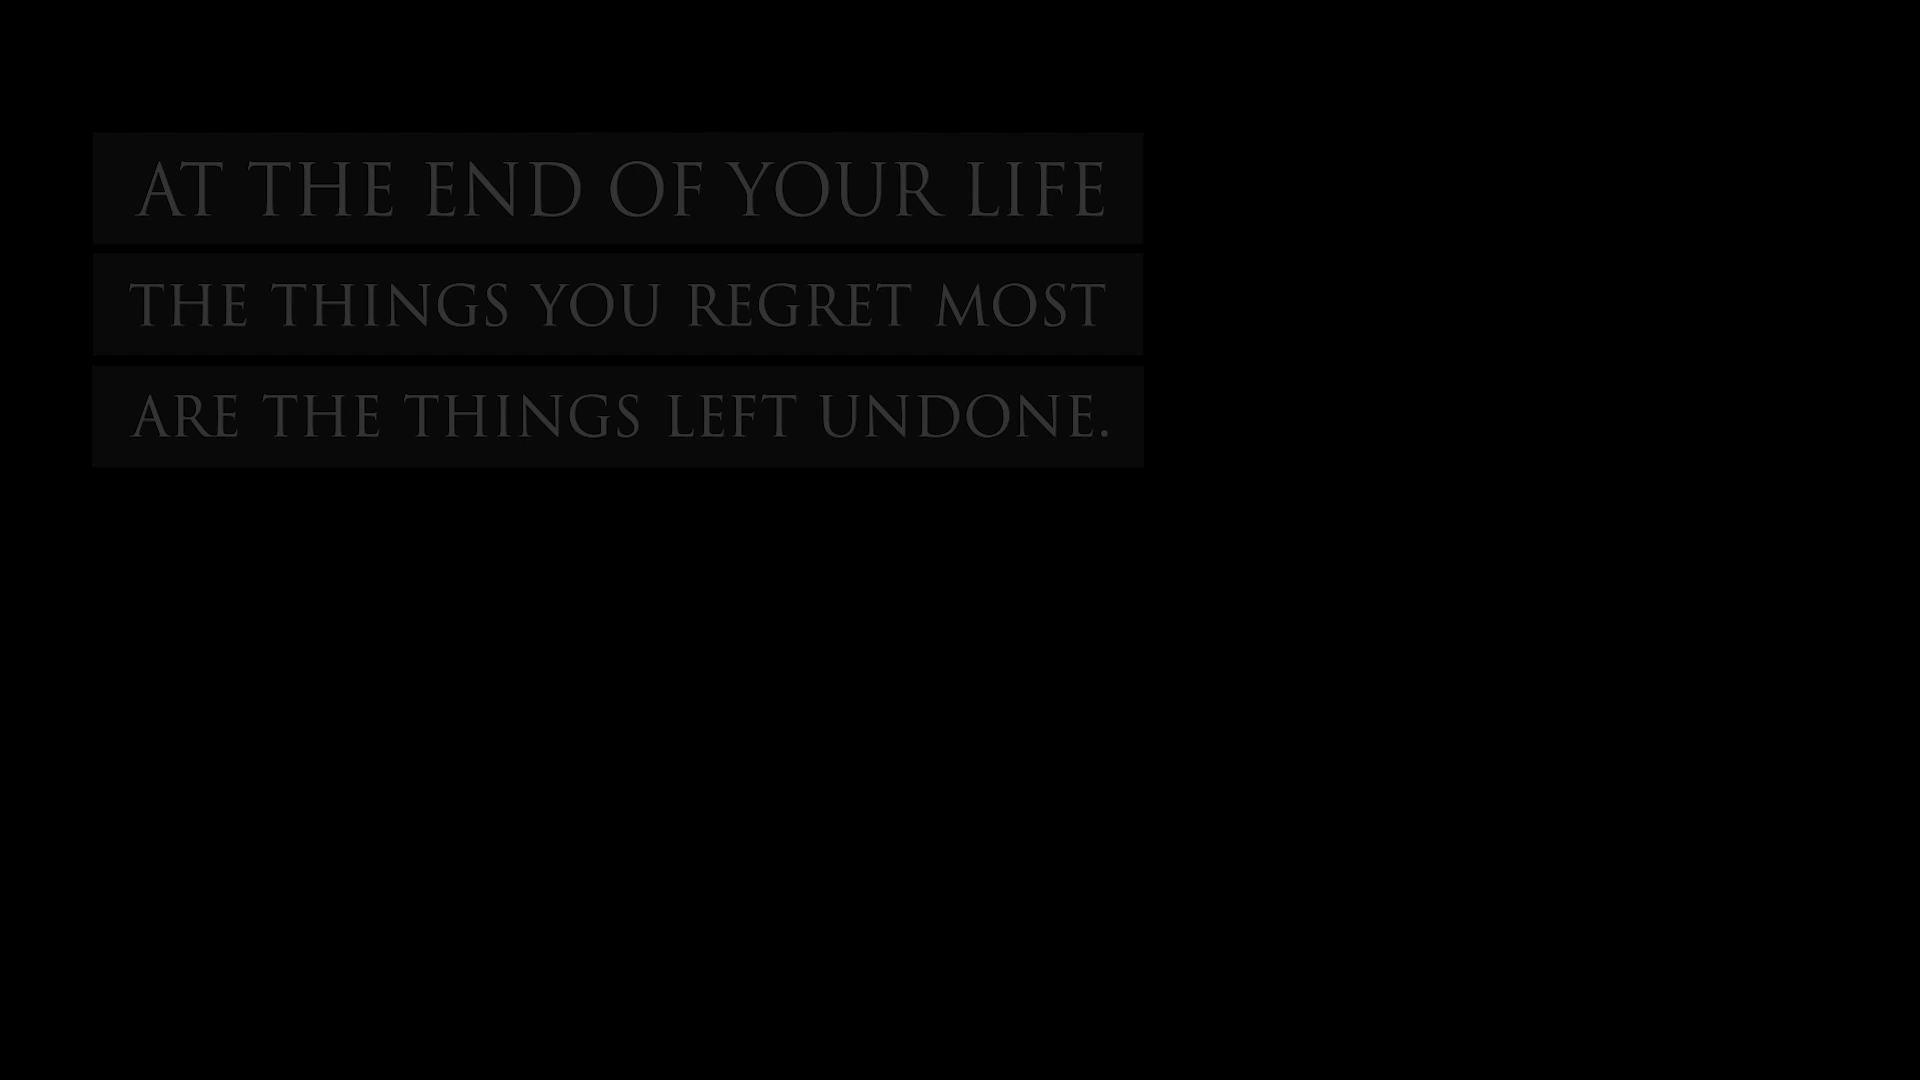 AT THE END OF YOUR LIFE
THE THINGS YOU REGRET MOST
ARE THE THINGS LEFT UNDONE.